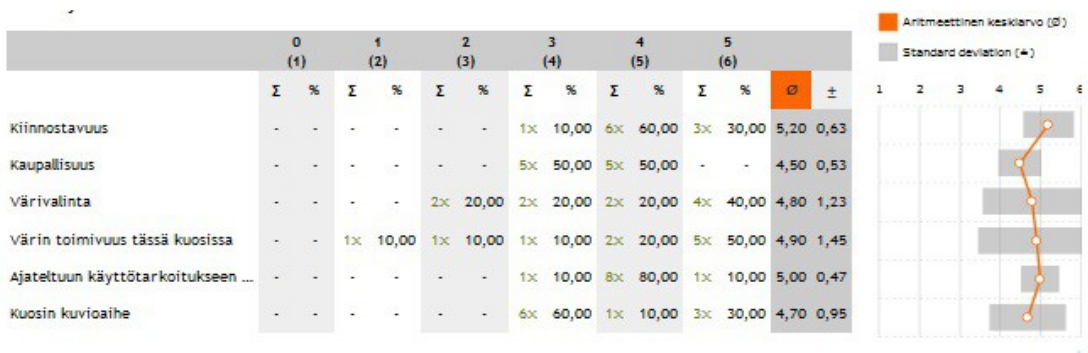 0 1 2 3 4 5
(1) (2) (3) (4) (5) (6)
Σ % Σ % Σ % Σ % Σ % Σ % Ø ±
Kiinnostavuus - - - - - - 1x 10,00 6x 60,00 3x 30,00 5,20 0,63
Kaupallisuus - - - - - - 5x 50,00 5x 50,00 - - 4,50 0,53
Värivalinta - - - - 2x 20,00 2x 20,00 2x 20,00 4x 40,00 4,80 1,23
Värin toimivuus tässä kuosissa - - 1x 10,00 1x 10,00 1x 10,00 2x 20,00 5x 50,00 4,90 1,45
Ajateltuun käyttötarkoitukseen ... - - - - - - 1x 10,00 8x 80,00 1x 10,00 5,00 0,47
Kuosin kuvioaihe - - - - - - 6x 60,00 1x 10,00 3x 30,00 4,70 0,95
Aritmeettinen keskiarvo (Ø)
Standard deviation (±)
1 2 3 4 5 6